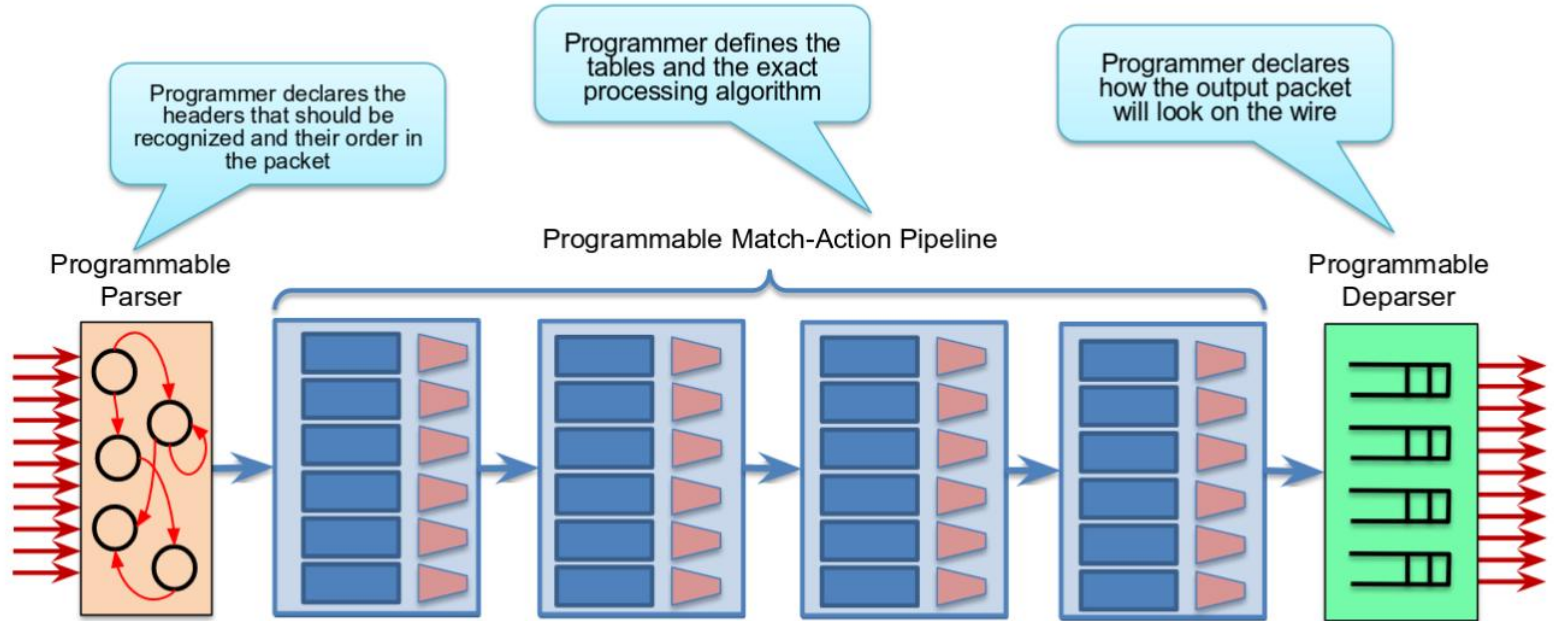 Programmer declares the
headers that should be
recognized and their order in
the packet
Programmer defines the
tables and the exact
processing algorithm
Programmer declares
how the output packet
will look on the wire
Programmable Match-Action Pipeline
Programmable
Parser
Programmable
Deparser